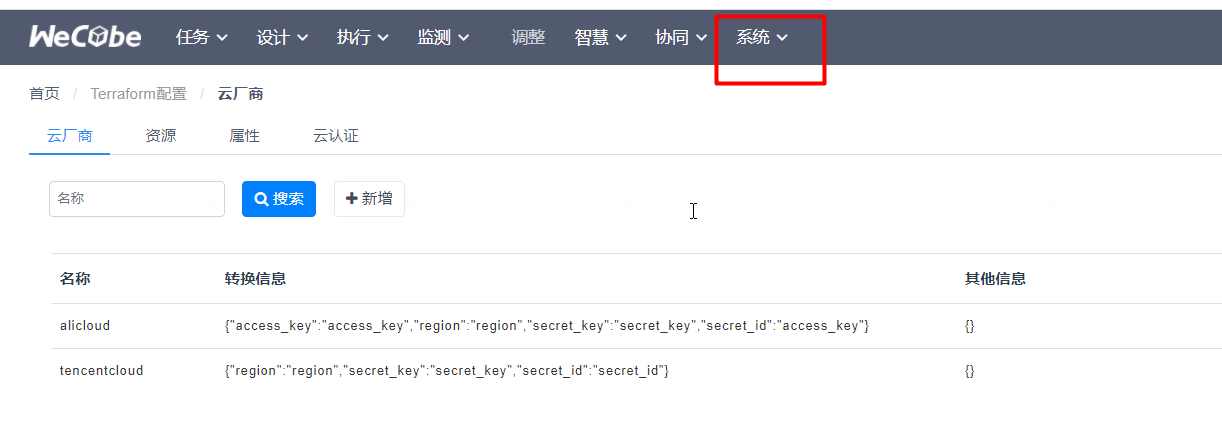 WeCube 任务 设计 执行 监测 调整 智慧 协同 系统
首页 / Terraform配置 / 云厂商
云厂商 资源 属性 云认证
名称 搜索 新增
名称 转换信息 其他信息
alicloud {"access_key":"access_key","region":"region","secret_key":"secret_key","secret_id":"access_key"} {}
tencentcloud {"region":"region","secret_key":"secret_key","secret_id":"secret_id"} {}